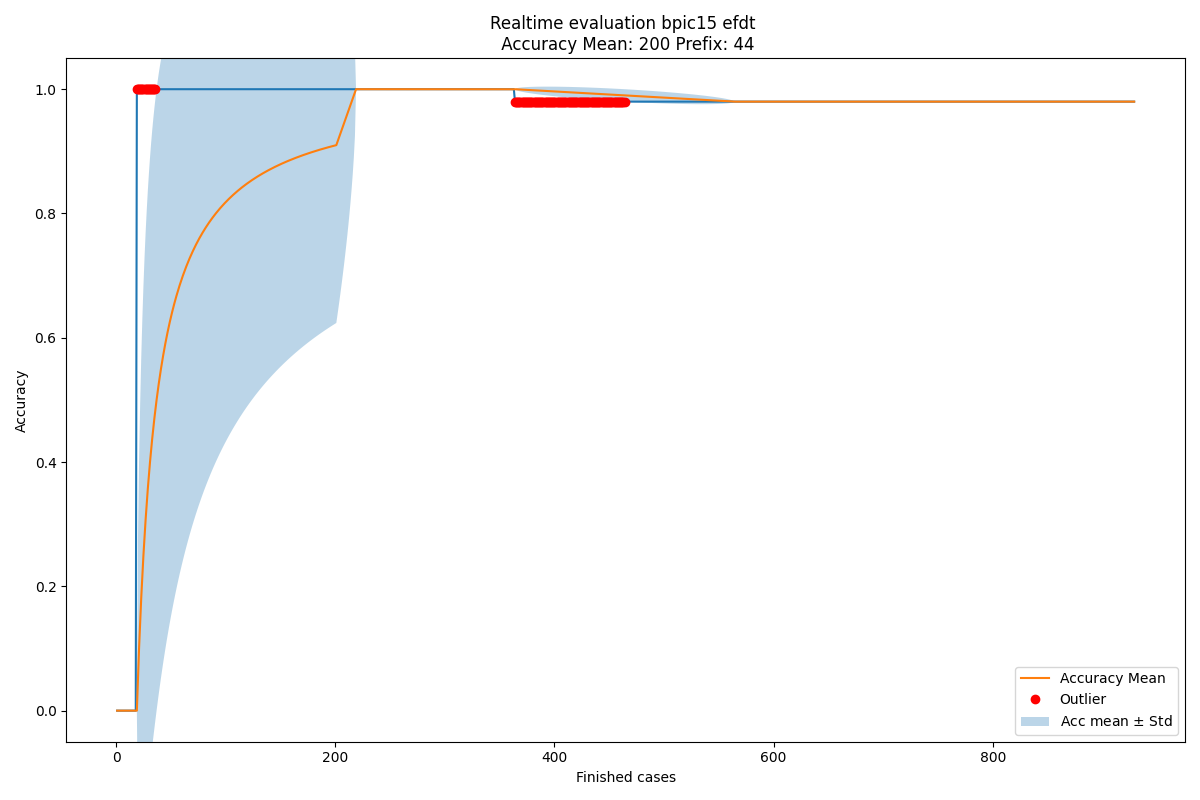 Realtime evaluation bpic15 efdt
Accuracy Mean: 200 Prefix: 44
1.0
0.8
0.6
0.4
0.2
0.0
Accuracy
0
200
400
600
800
Finished cases
Accuracy Mean
Outlier
Acc mean ± Std